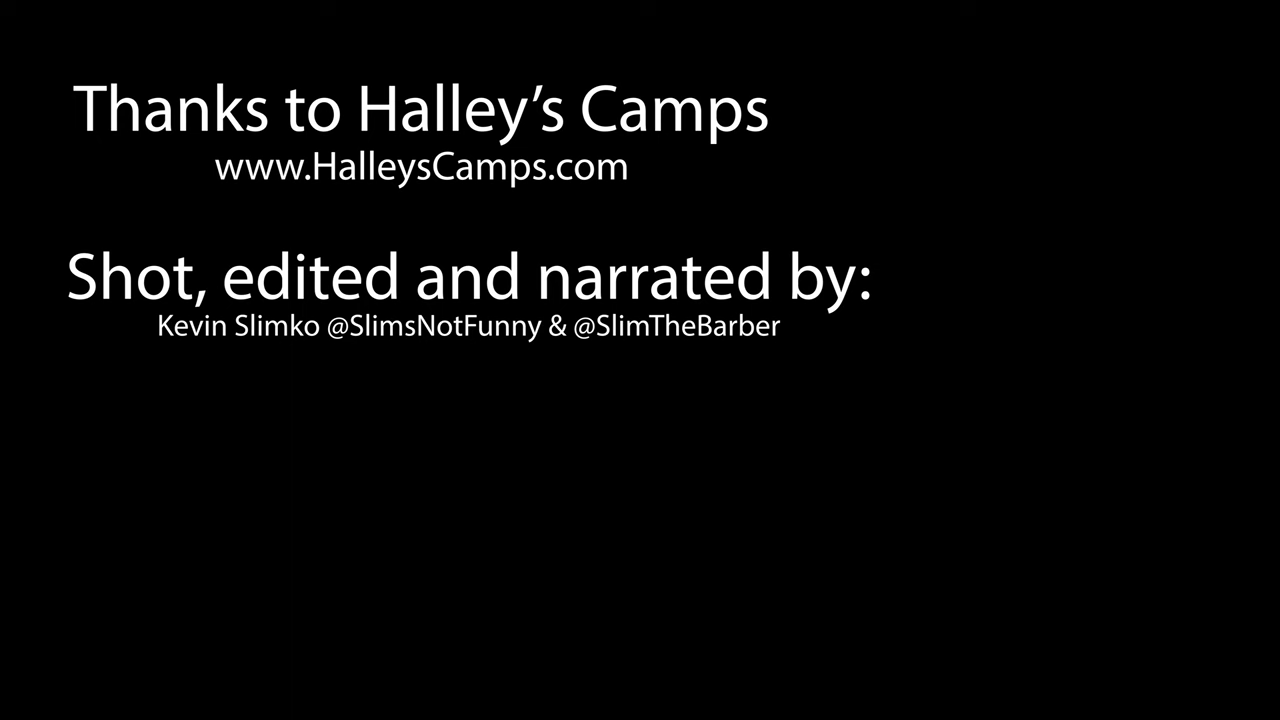 Thanks to Halley’s Camps
www.HalleysCamps.com
Shot, edited and narrated by:
Kevin Slimko @SlimsNotFunny & @SlimTheBarber